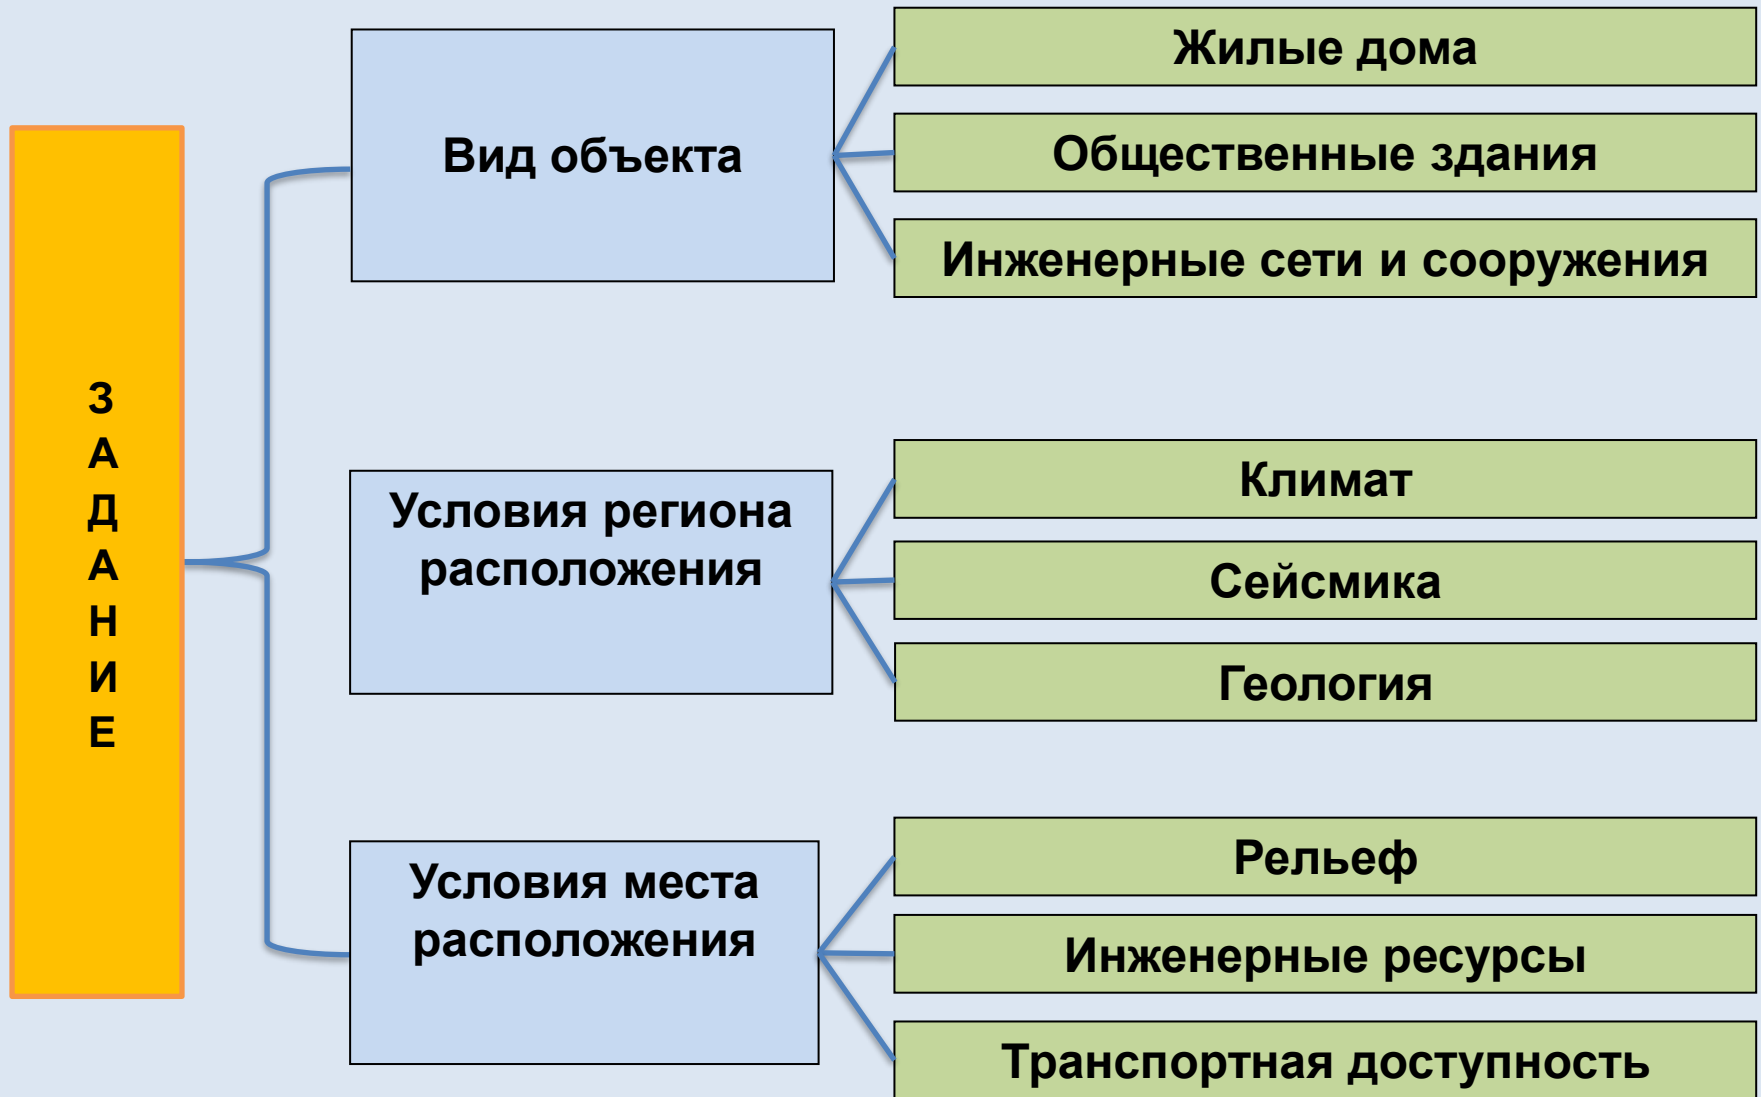 ЗАДАНИЕ
Вид объекта
Жилые дома
Общественные здания
Инженерные сети и сооружения
Условия региона
расположения
Климат
Сейсмика
Геология
Условия места
расположения
Рельеф
Инженерные ресурсы
Транспортная доступность